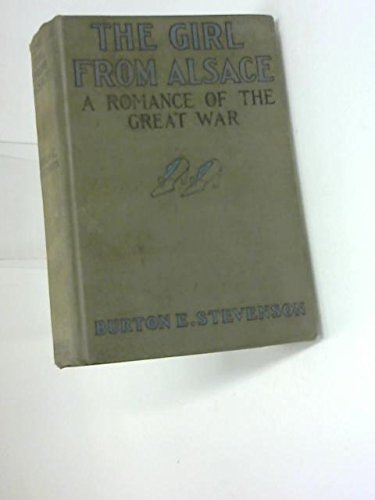 THE GIRL
FROM ALSACE
A ROMANCE OF THE
GREAT WAR
BURTON E. STEVENSON